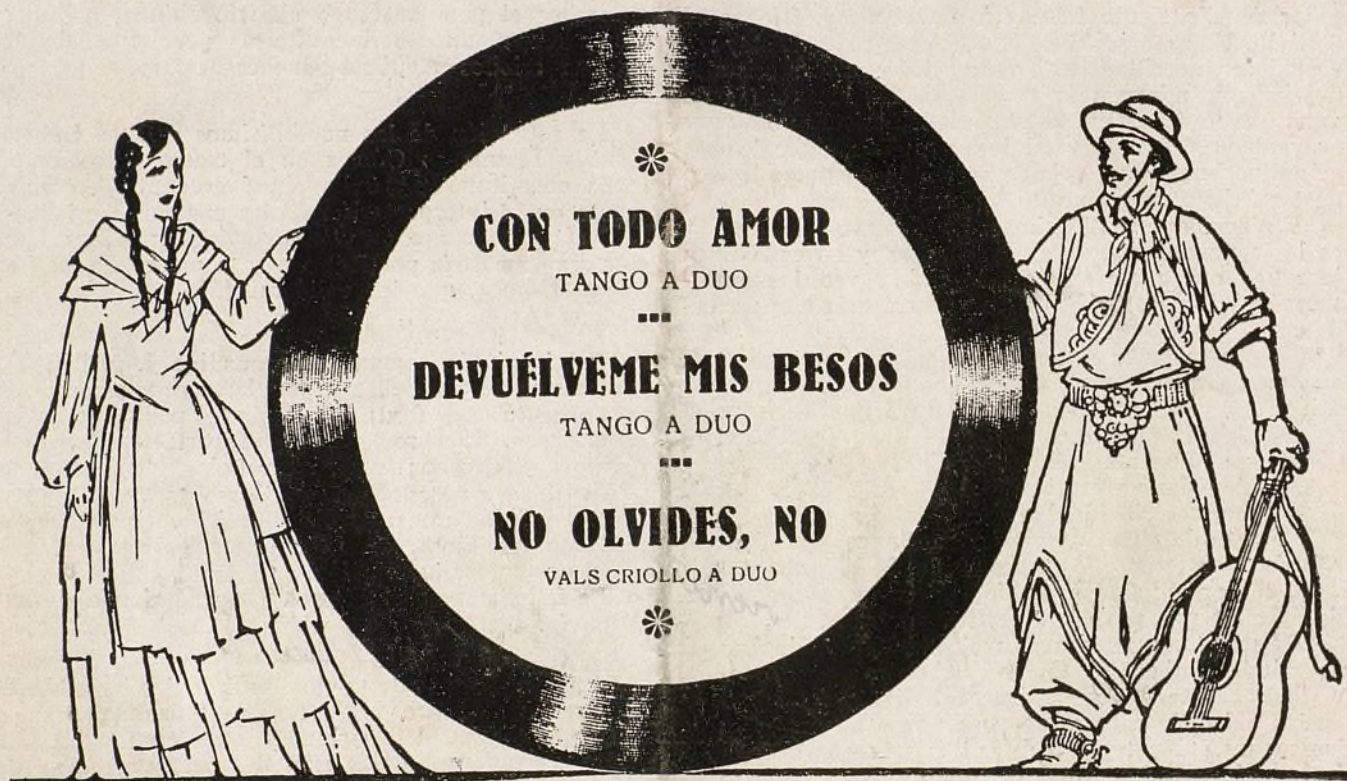 CON TODO AMOR
TANGO A DUO
DEVUÉLVEME MIS BESOS
TANGO A DUO
NO OLVIDES, NO
VALS CRIOLLO A DUO